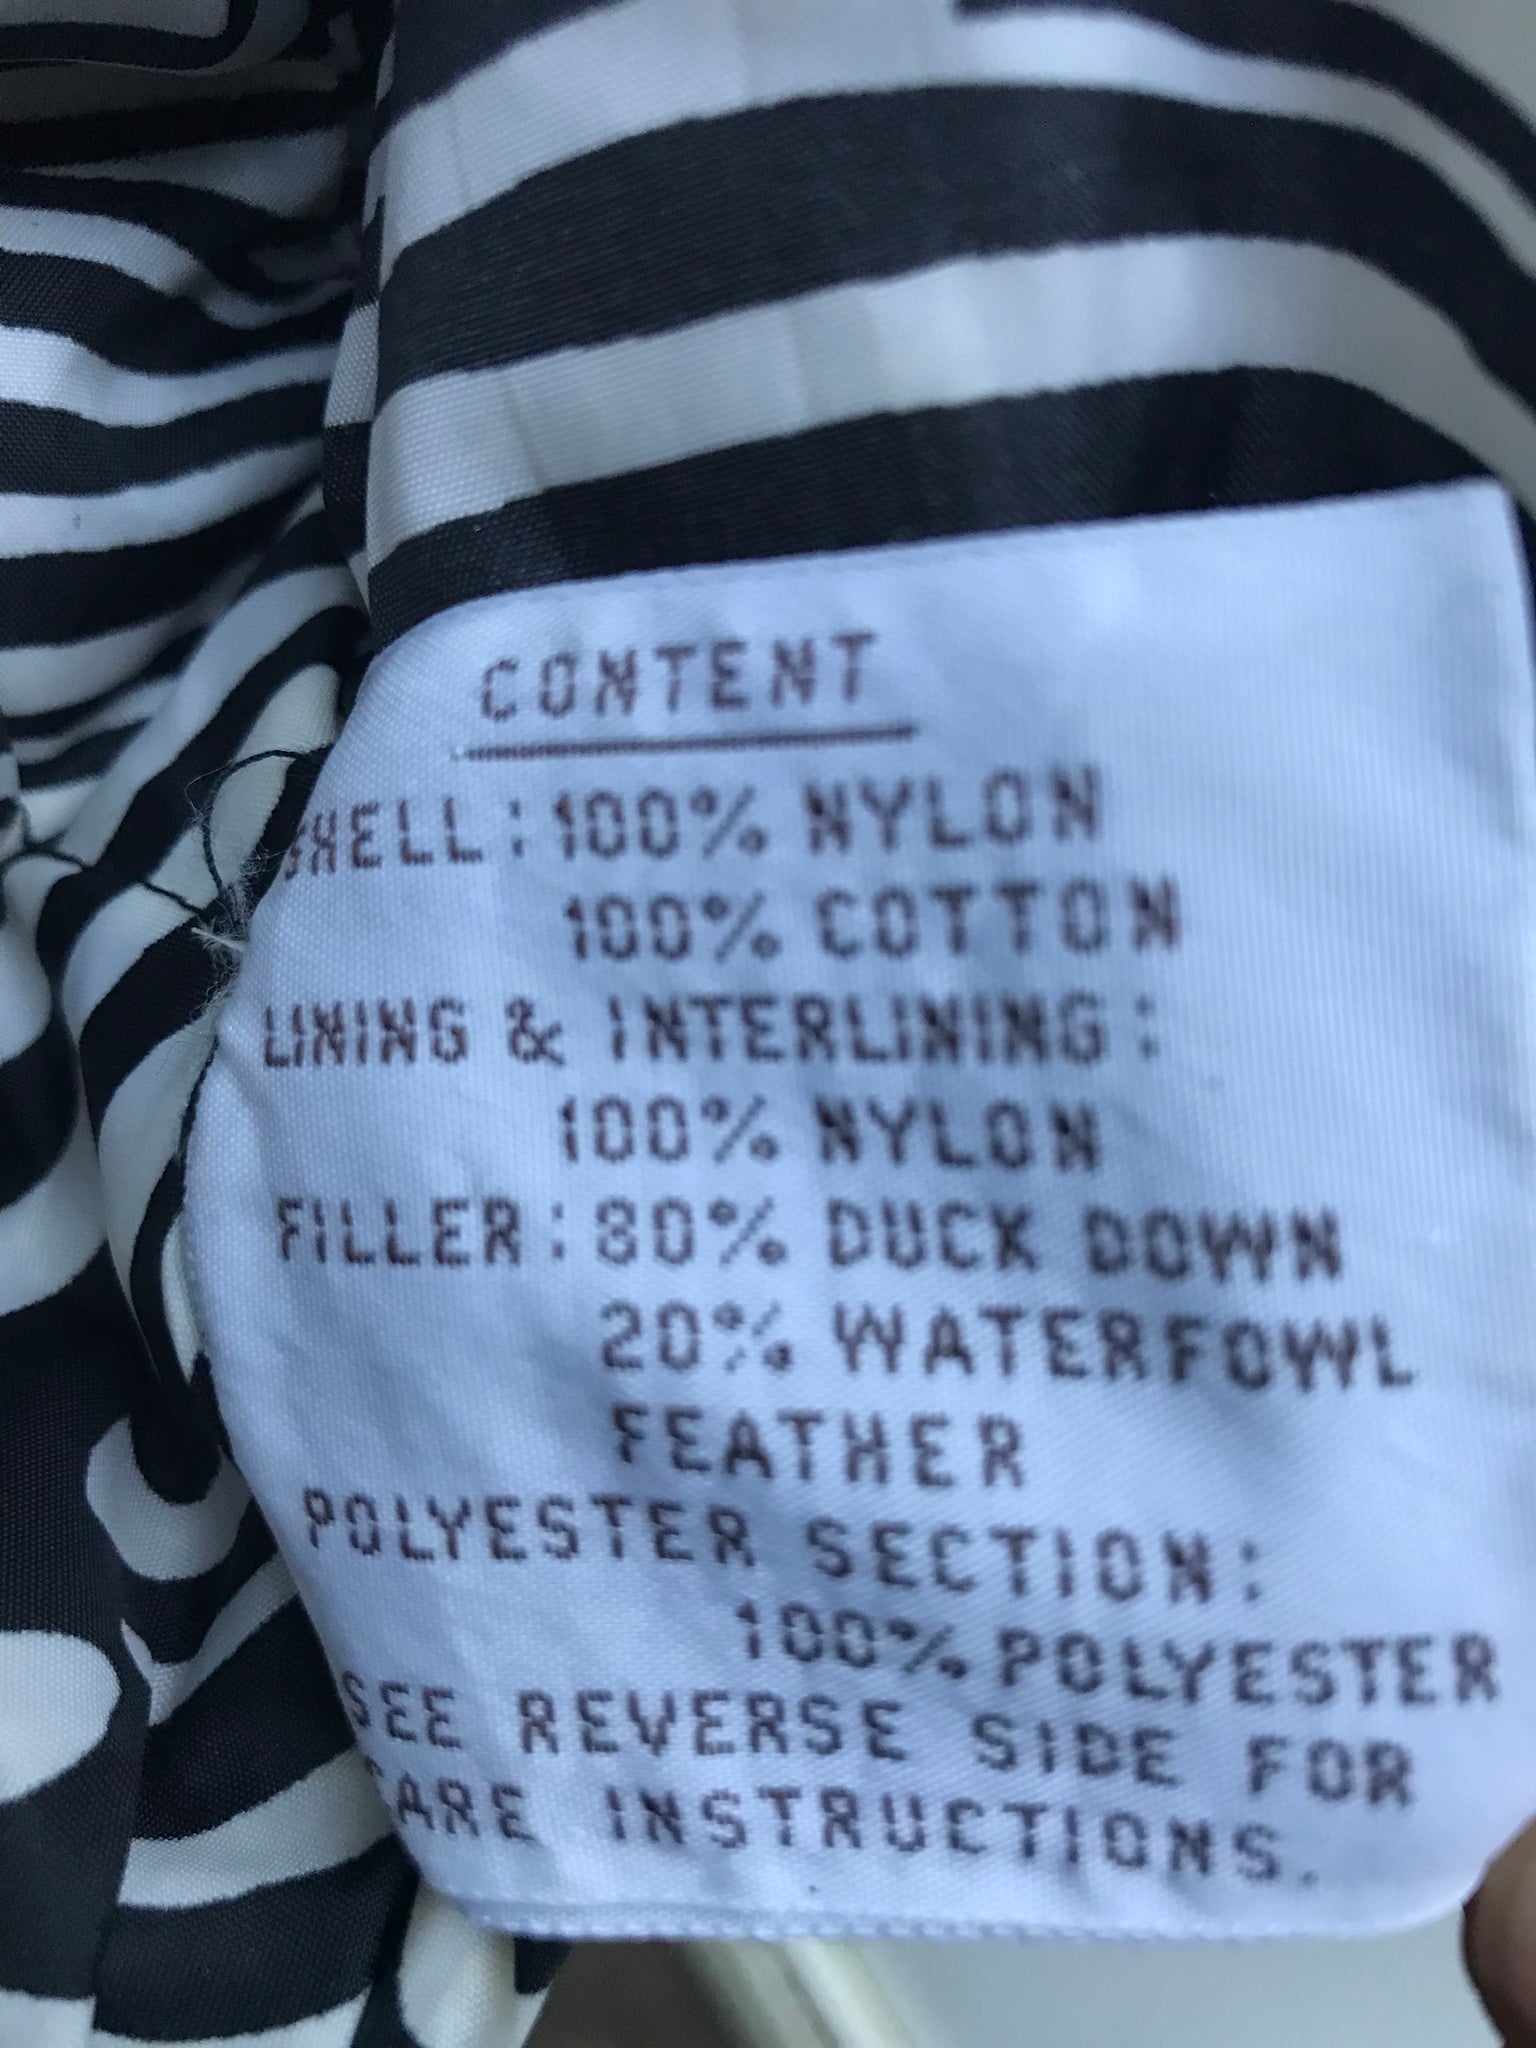 CONTENT
SHELL: 100% NYLON
100% COTTON
LINING & INTERLINING:
100% NYLON
FILLER: 80% DUCK DOWN
20% WATERFOWL
FEATHER
POLYESTER SECTION:
100% POLYESTER
SEE REVERSE SIDE FOR
CARE INSTRUCTIONS.